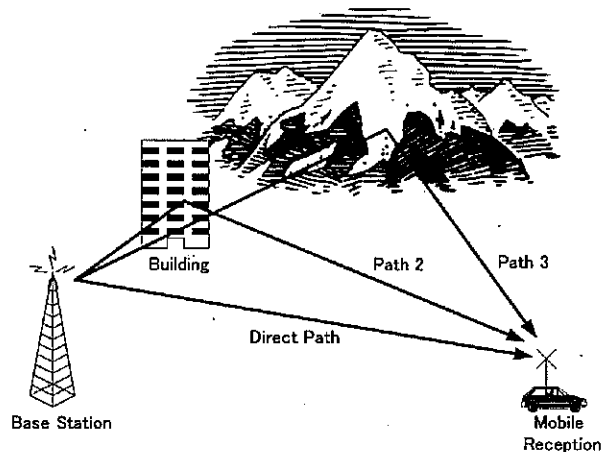 Building
Path 2
Path 3
Direct Path
Base Station
Mobile
Reception